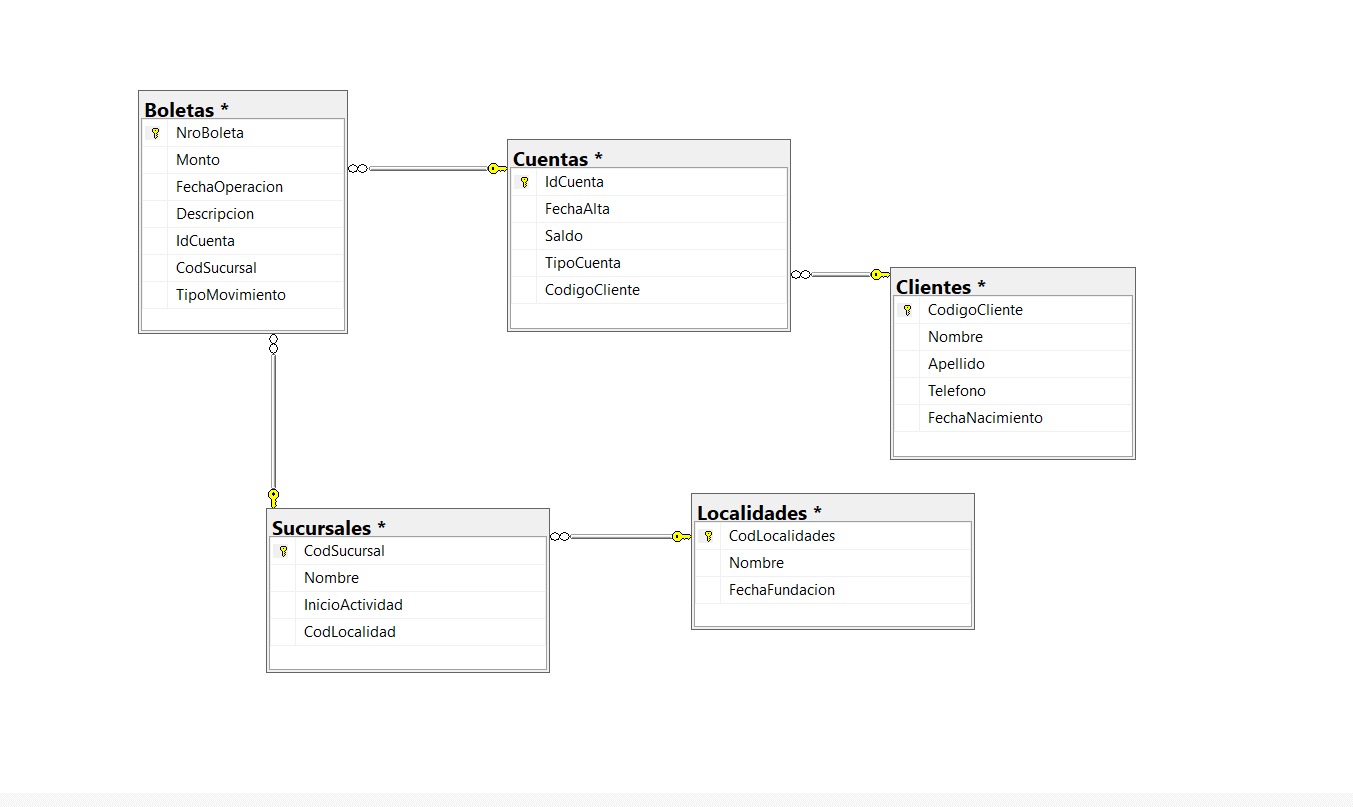 Boletas *
NroBoleta
Monto
FechaOperacion
Descripcion
IdCuenta
CodSucursal
TipoMovimiento
Cuentas *
IdCuenta
FechaAlta
Saldo
TipoCuenta
CodigoCliente
Clientes *
CodigoCliente
Nombre
Apellido
Telefono
FechaNacimiento
Sucursales *
CodSucursal
Nombre
InicioActividad
CodLocalidad
Localidades *
CodLocalidades
Nombre
FechaFundacion